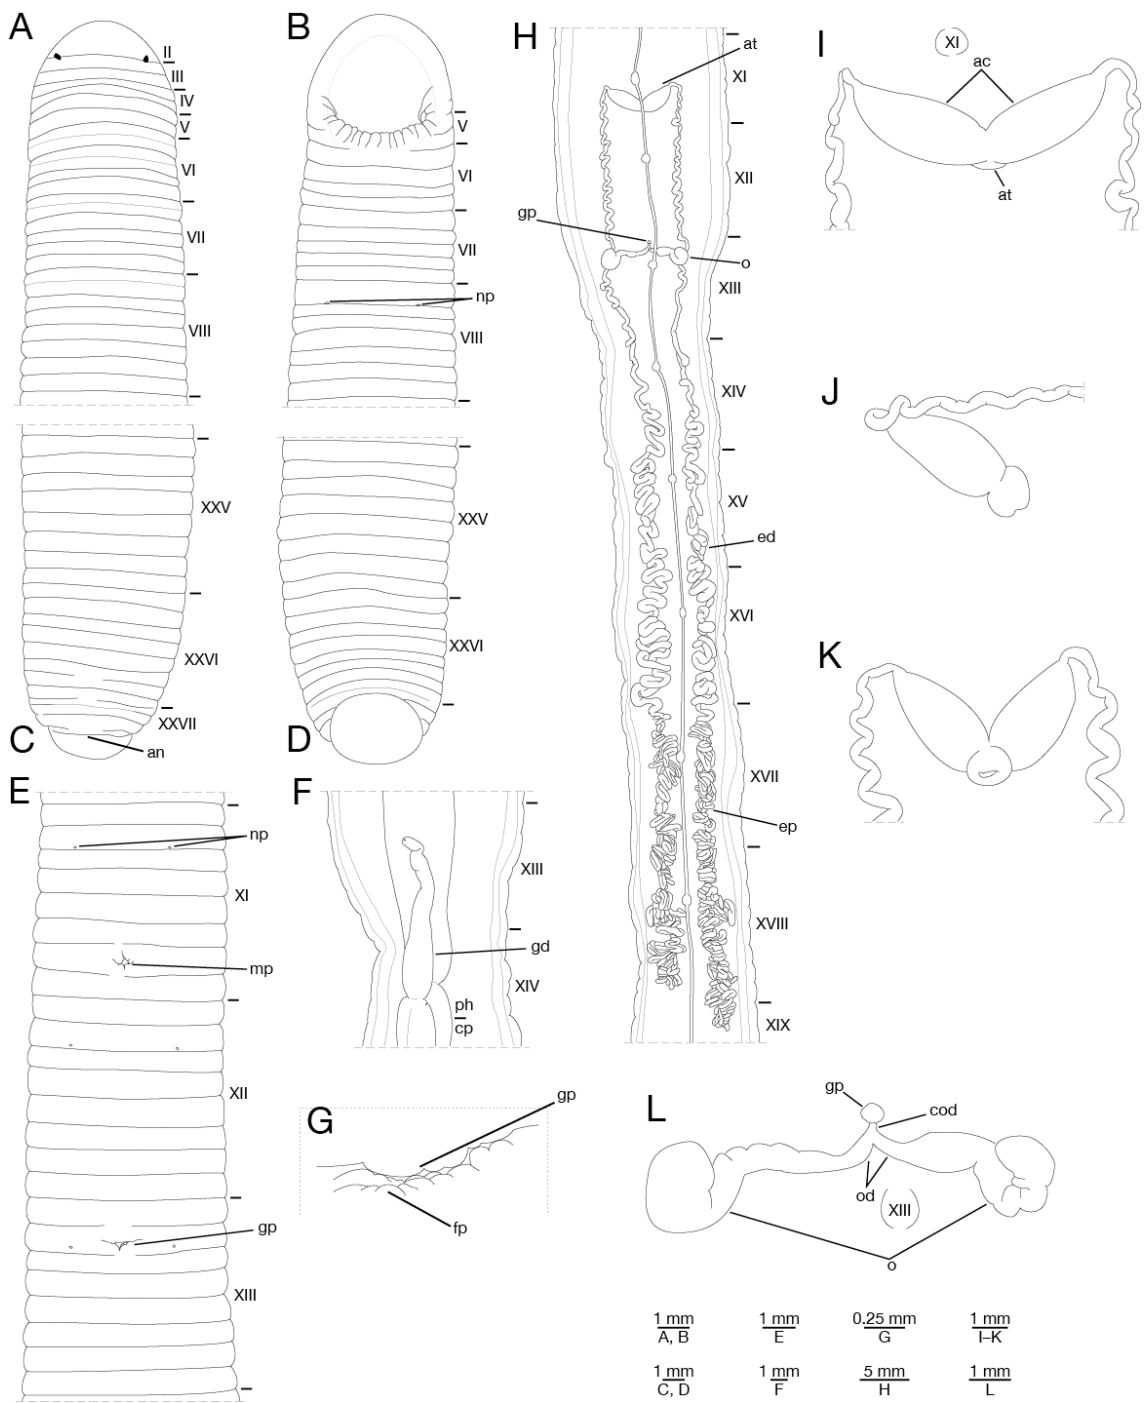 A
II
III
IV
V
VI
VII
VIII
B
V
VI
VII
np
VIII
C
XXV
XXVI
XXVII
an
D
XXV
XXVI
E
np
XI
mp
XII
gp
XIII
F
XIII
gd
XIV
ph
cp
G
gp
fp
H
at
XI
XII
gp
o
XIII
XIV
XV
ed
XVI
XVII
ep
XVIII
XIX
I
XI
ac
at
J
K
L
gp
cod
od
XIII
o
1 mm
A, B
1 mm
E
0.25 mm
G
1 mm
I–K
1 mm
C, D
1 mm
F
5 mm
H
1 mm
L